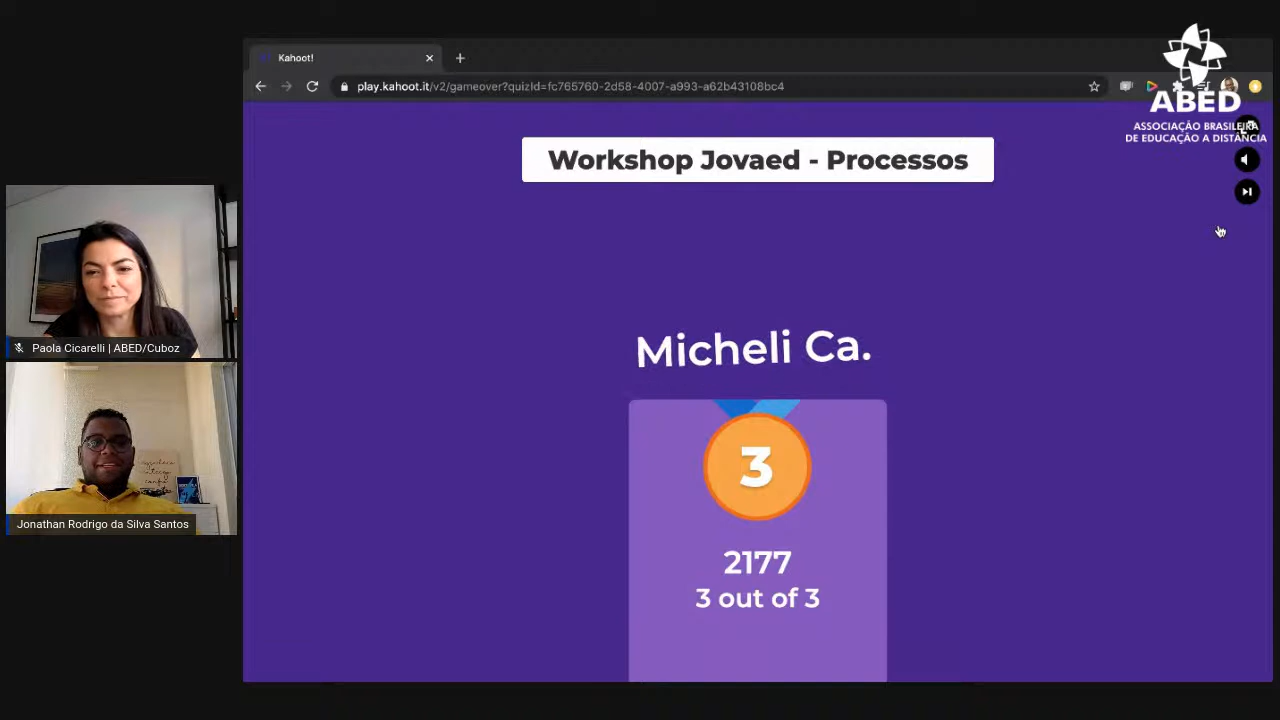 Kahoot!
play.kahoot.it/v2/gameover?quizId=fc765760-2d58-4007-a993-a62b43108bc4
ABED
ASSOCIAÇÃO BRASILEIRA
DE EDUCAÇÃO A DISTÂNCIA
Workshop Jovaed - Processos
Micheli Ca.
3
2177
3 out of 3
Paola Cicarelli | ABED/Cuboz
Jonathan Rodrigo da Silva Santos